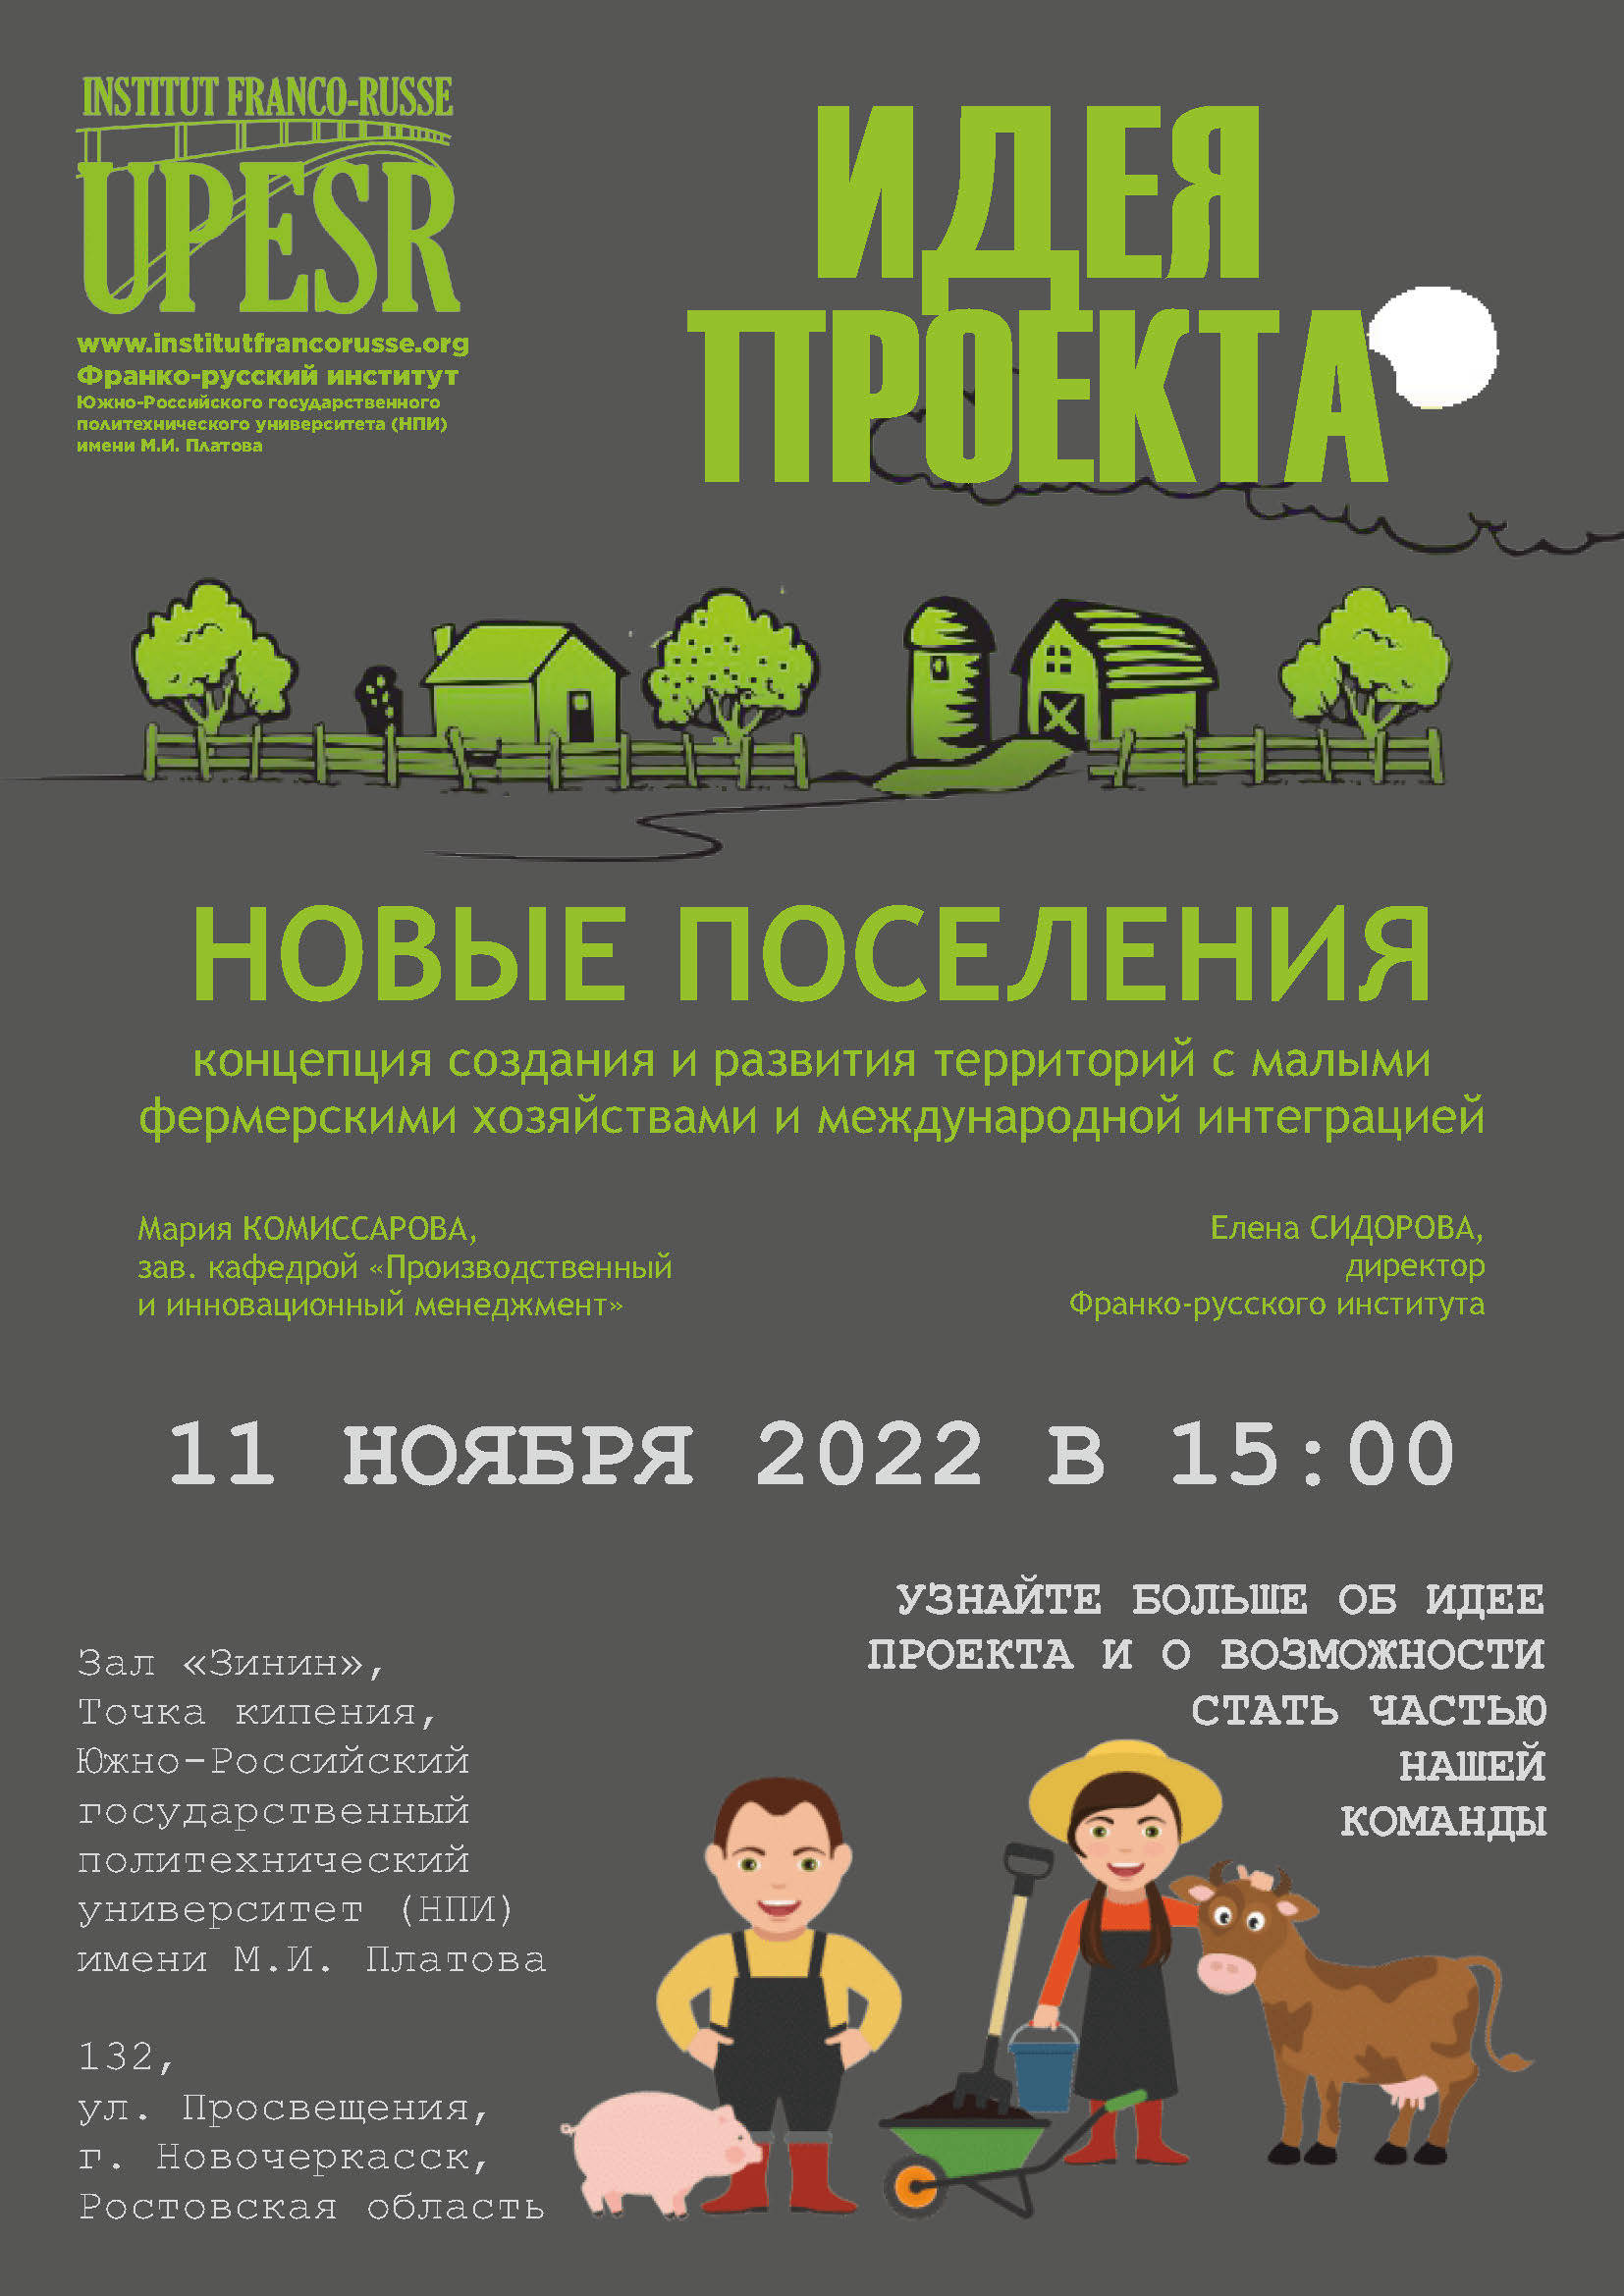 INSTITUT FRANCO-RUSSE
UPESR
www.institutfrancorusse.org
Франко-русский институт
Южно-Российского государственного
политехнического университета (НПИ)
имени М.И. Платова
ИДЕЯ
ПРОЕКТА
НОВЫЕ ПОСЕЛЕНИЯ
концепция создания и развития территорий с малыми
фермерскими хозяйствами и международной интеграцией
Мария КОМИССАРОВА,
зав. кафедрой «Производственный
и инновационный менеджмент»
Елена СИДОРОВА,
директор
Франко-русского института
11 НОЯБРЯ 2022 В 15:00
УЗНАЙТЕ БОЛЬШЕ ОБ ИДЕЕ
ПРОЕКТА И О ВОЗМОЖНОСТИ
СТАТЬ ЧАСТЬЮ
НАШЕЙ
КОМАНДЫ
Зал «Зинин»,
Точка кипения,
Южно-Российский
государственный
политехнический
университет (НПИ)
имени М.И. Платова
132,
ул. Просвещения,
г. Новочеркасск,
Ростовская область